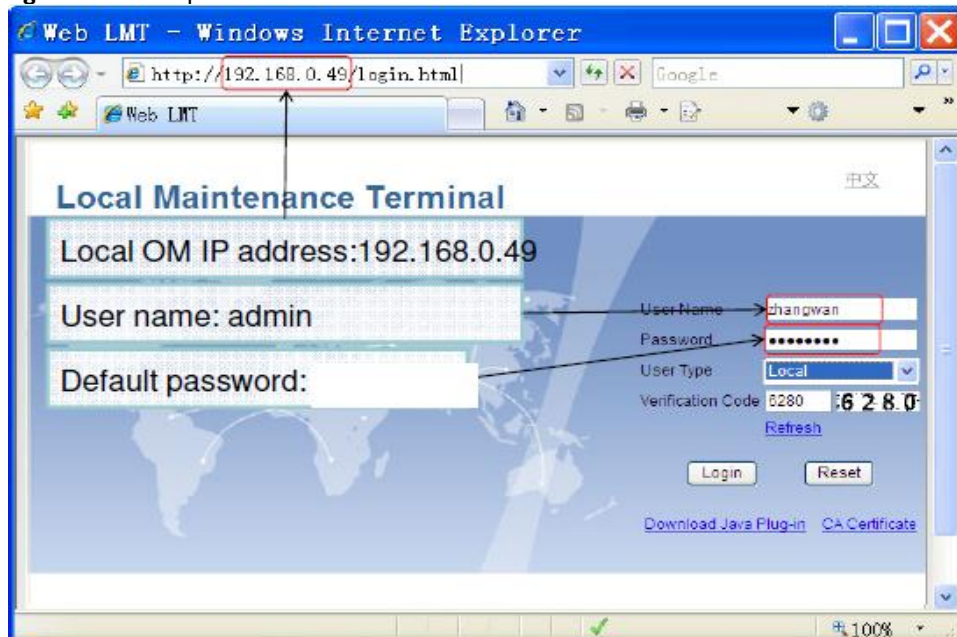 Web LMT - Windows Internet Explorer
http://192.168.0.49/login.html
Google
Web LMT
中文
Local Maintenance Terminal
Local OM IP address:192.168.0.49
User name: admin
Default password:
User Name
zhangwan
Password
User Type
Local
Verification Code
6280
6280
Refresh
Login
Reset
Download Java Plug-in
CA Certificate
100%